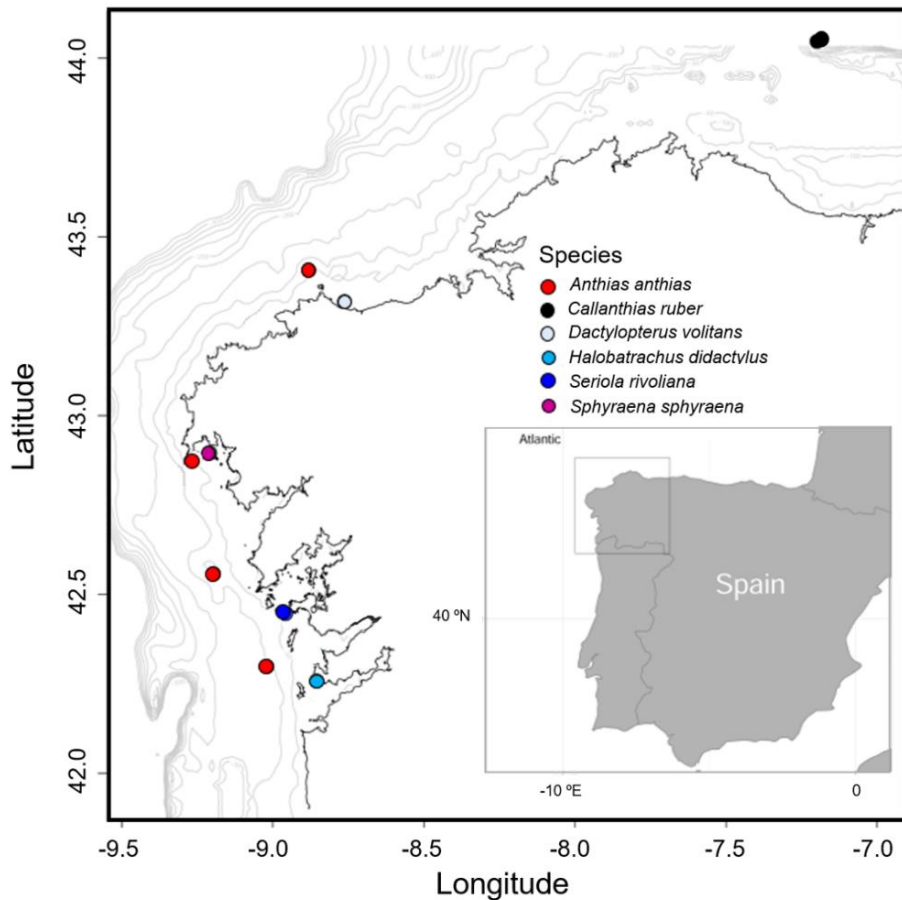 44.0
43.5
43.0
42.5
42.0
Latitude
Species
Anthias anthias
Callanthias ruber
Dactylopterus volitans
Halobatrachus didactylus
Seriola rivoliana
Sphyraena sphyraena
Atlantic
Spain
40 ºN
-10 ºE
0
-9.5
-9.0
-8.5
-8.0
-7.5
-7.0
Longitude